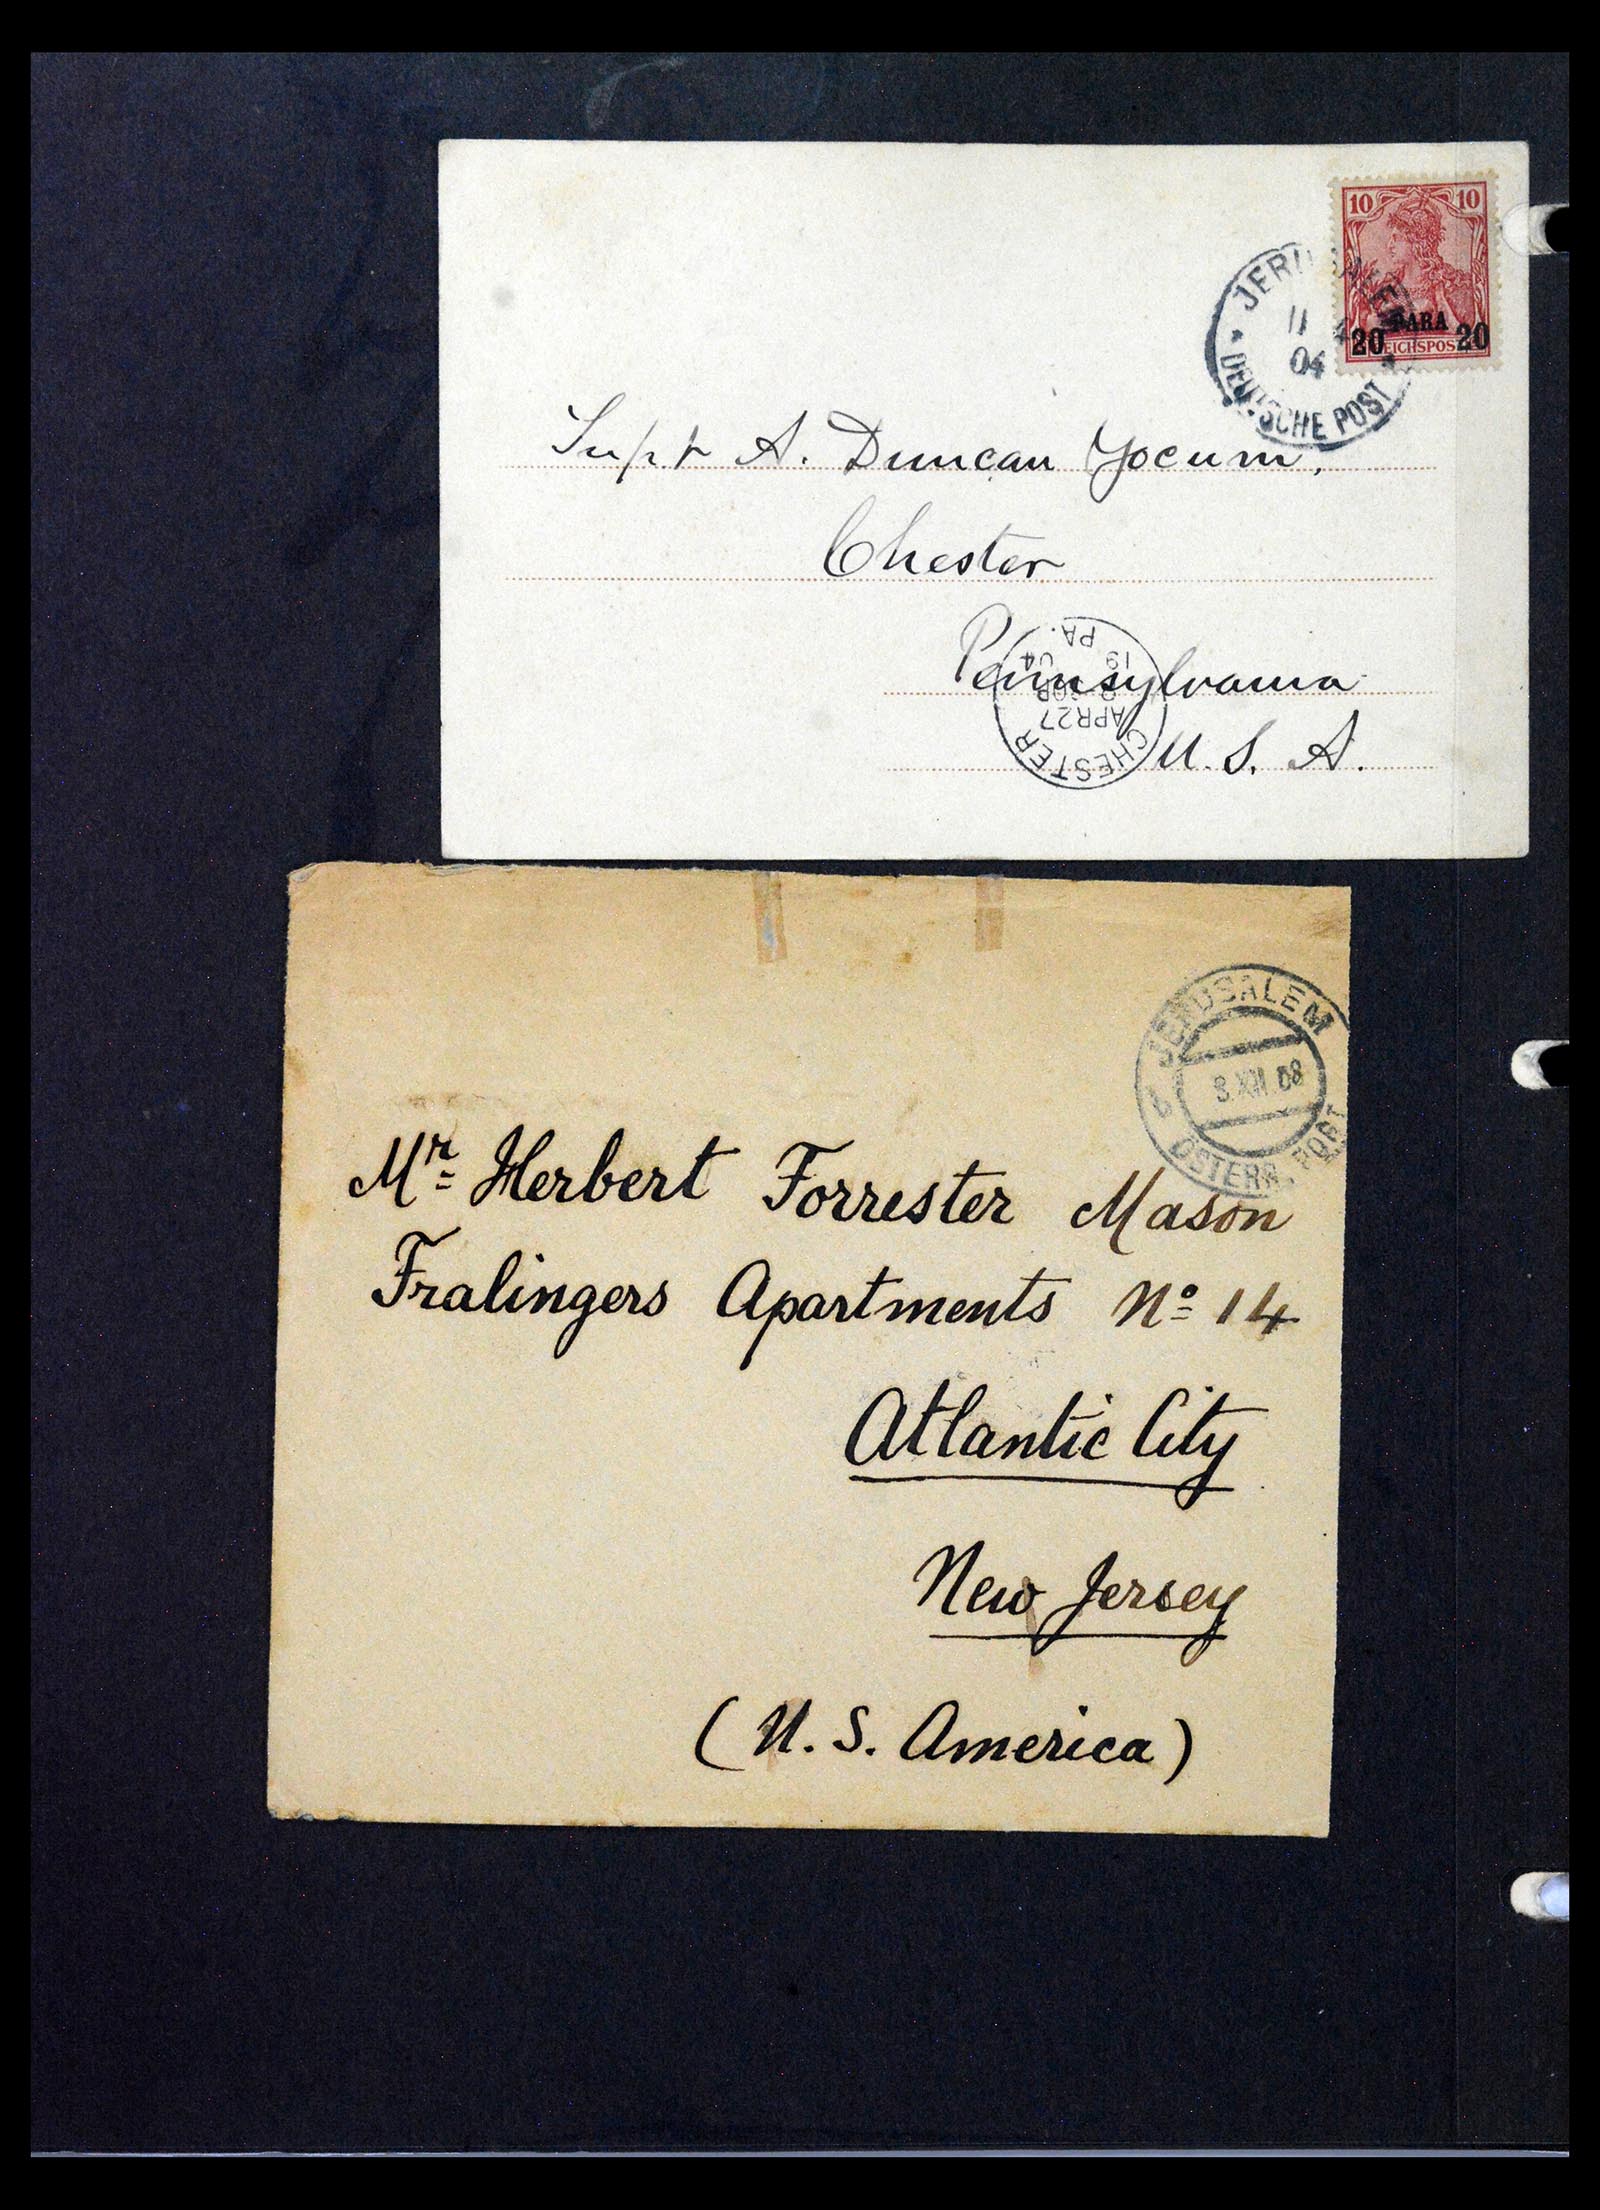 10 10
20 PARA 20
REICHSPOST
JERUSALEM
11 4
04
DEUTSCHE POST
Supt A. Duncan Yocum,
Chester
Pennsylvania
U. S. A.
CHESTER
APR 27
19 04
PA.
JERUSALEM
3.XII.08
ÖSTERR. POST
Mr Herbert Forrester Mason
Fralingers Apartments No 14
Atlantic City
New Jersey
(U. S. America)